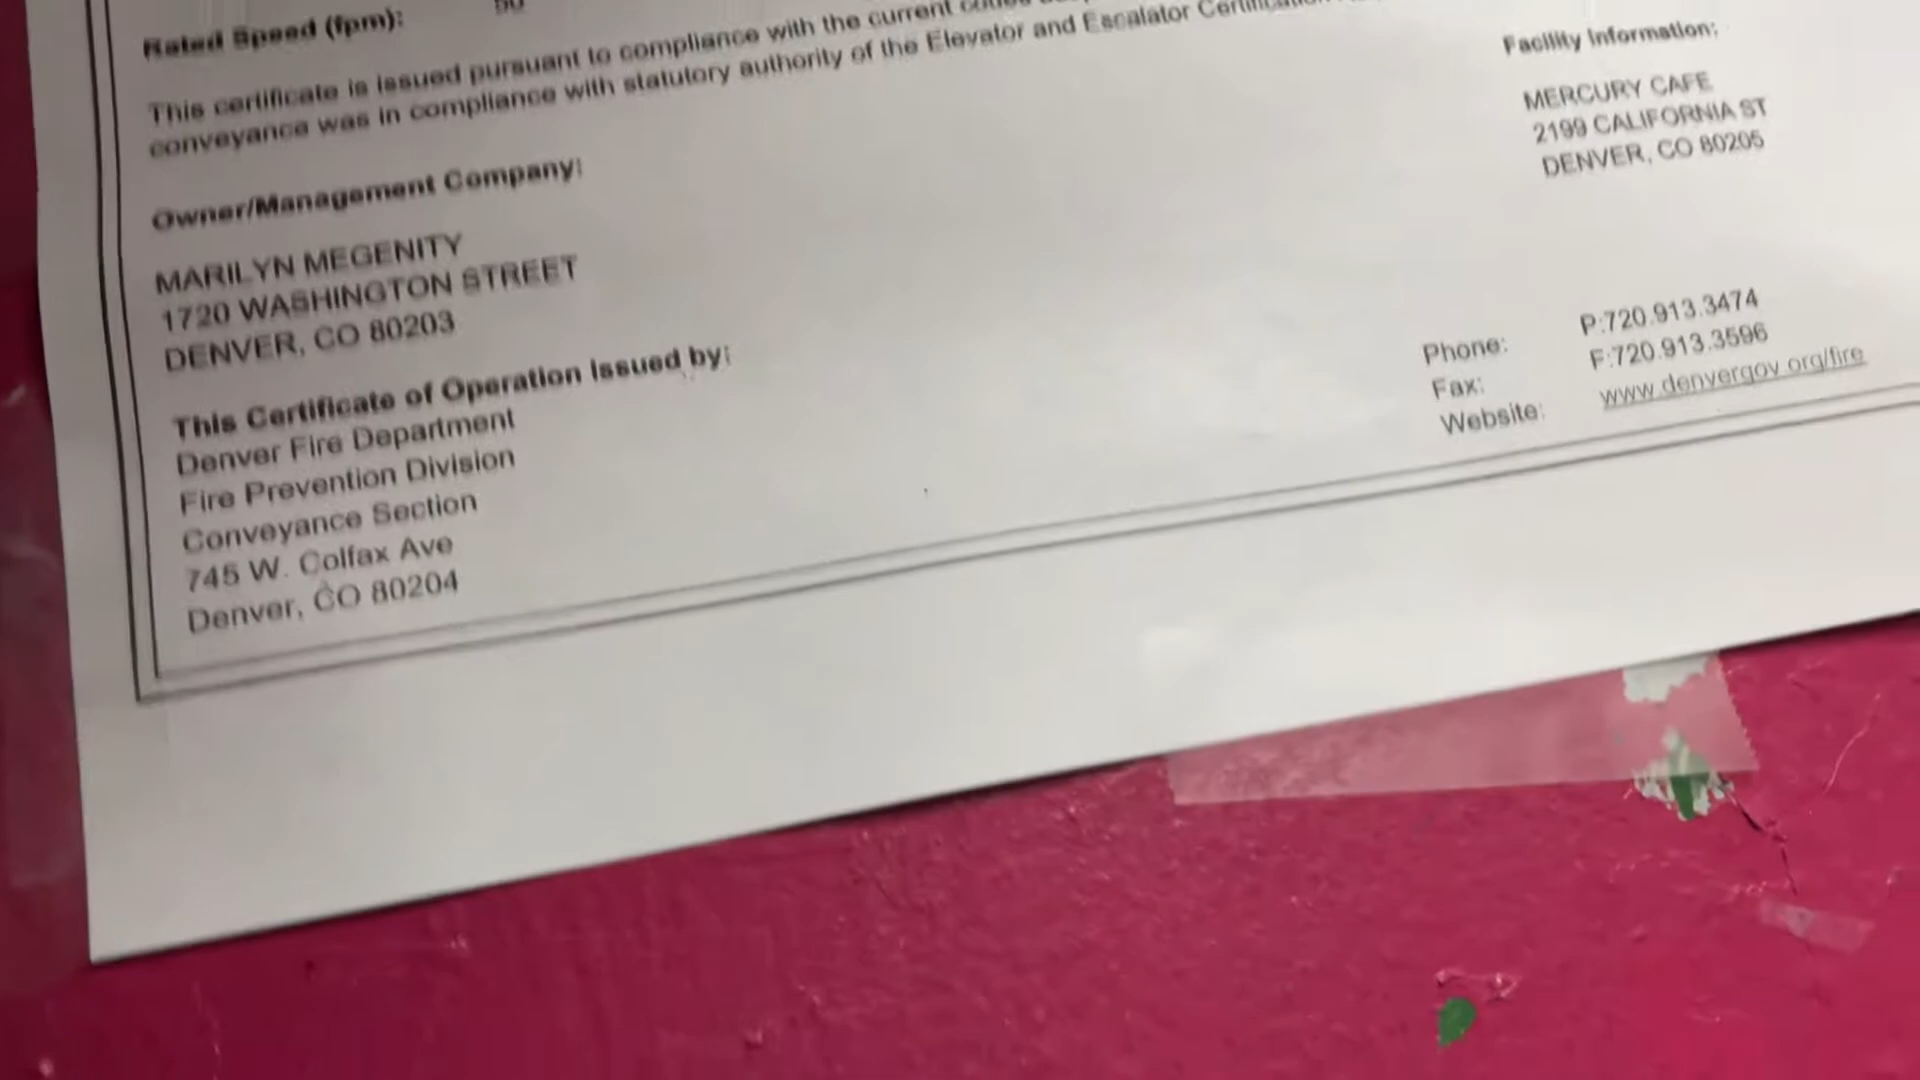 Rated Speed (fpm): 50
This certificate is issued pursuant to compliance with the current codes
conveyance was in compliance with statutory authority of the Elevator and Escalator Certification
Owner/Management Company:
MARILYN MEGENITY
1720 WASHINGTON STREET
DENVER, CO 80203
Facility Information:
MERCURY CAFE
2199 CALIFORNIA ST
DENVER, CO 80205
This Certificate of Operation issued by:
Denver Fire Department
Fire Prevention Division
Conveyance Section
745 W. Colfax Ave
Denver, CO 80204
Phone: P:720.913.3474
Fax: F:720.913.3596
Website: www.denvergov.org/fire